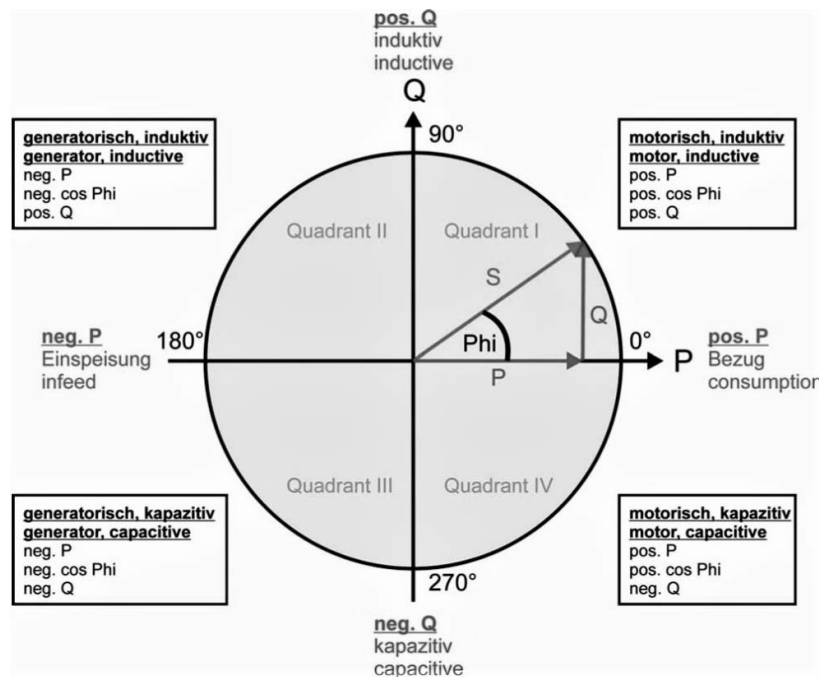 pos. Q
induktiv
inductive
Q
90°
generatorisch, induktiv
generator, inductive
neg. P
neg. cos Phi
pos. Q
motorisch, induktiv
motor, inductive
pos. P
pos. cos Phi
pos. Q
Quadrant II
Quadrant I
S
Q
Phi
P
neg. P
Einspeisung
infeed
180°
0°
P
pos. P
Bezug
consumption
Quadrant III
Quadrant IV
generatorisch, kapazitiv
generator, capacitive
neg. P
neg. cos Phi
neg. Q
motorisch, kapazitiv
motor, capacitive
pos. P
pos. cos Phi
neg. Q
270°
neg. Q
kapazitiv
capacitive